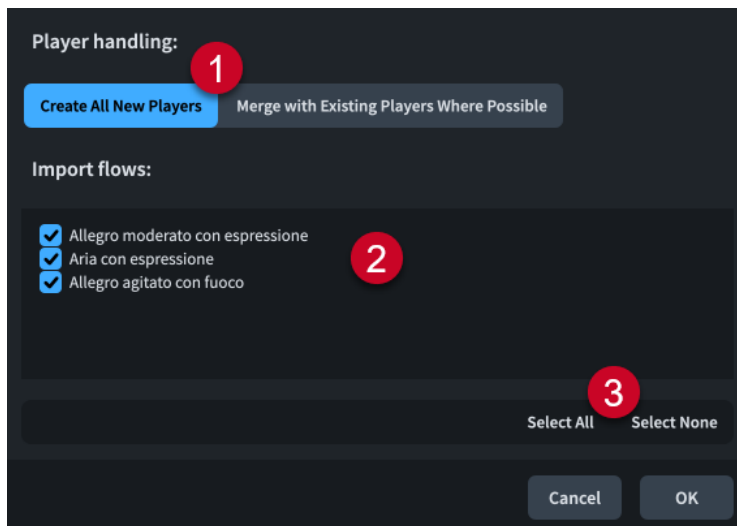 Player handling:
1
Create All New Players
Merge with Existing Players Where Possible
Import flows:
Allegro moderato con espressione
Aria con espressione
2
Allegro agitato con fuoco
3
Select All
Select None
Cancel
OK